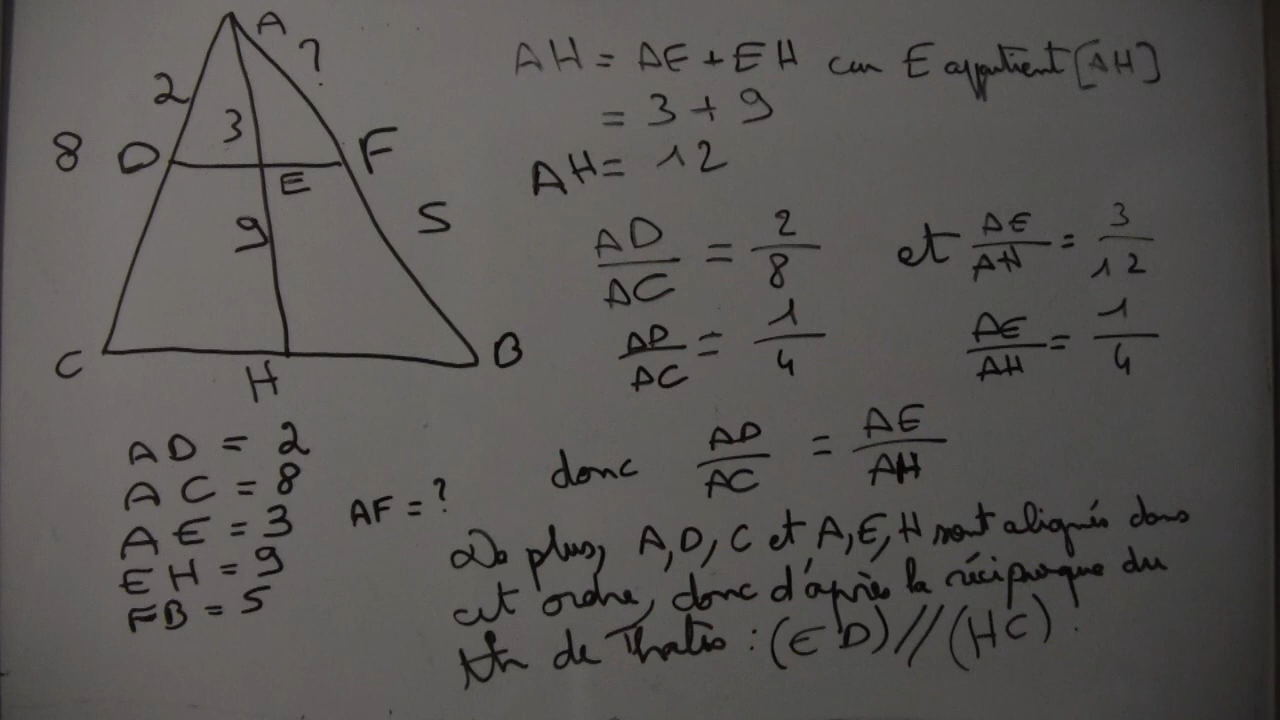 A
?
2
3
8
D
F
E
9
5
C
H
B
AD = 2
AC = 8
AE = 3
EH = 9
FB = 5
AF = ?
AH = AE + EH car E appartient [AH]
= 3 + 9
AH = 12
AD/AC = 2/8 et AE/AH = 3/12
AD/AC = 1/4 AE/AH = 1/4
donc AD/AC = AE/AH
De plus, A, D, C et A, E, H sont alignés dans
cet ordre, donc d'après la réciproque du
th de Thalès : (ED) // (HC).